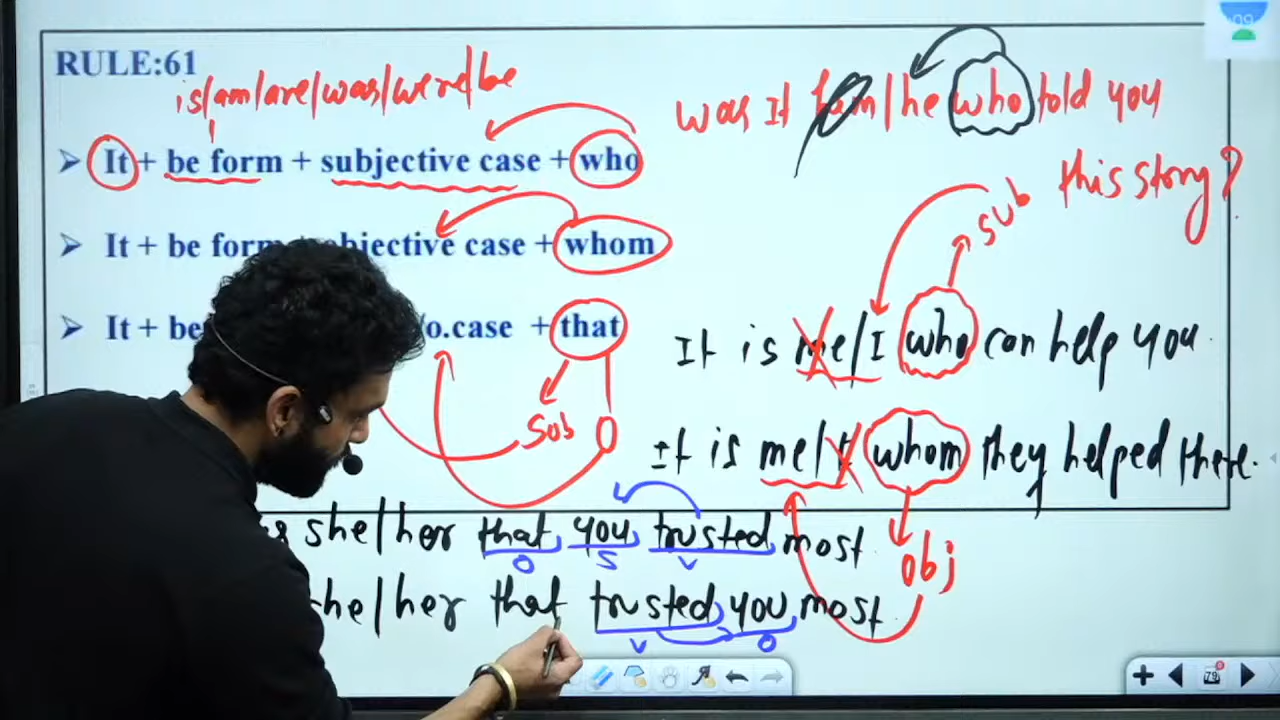 RULE:61
is/am/are/was/were/be
➤ It + be form + subjective case + who
➤ It + be form + objective case + whom
➤ It + be o.case + that
sub O
was It he who told you
this story?
sub
It is me/I who can help you.
It is me/I whom they helped there.
obj
she/her that you trusted most.
O S V
she/her that trusted you most.
V O
79